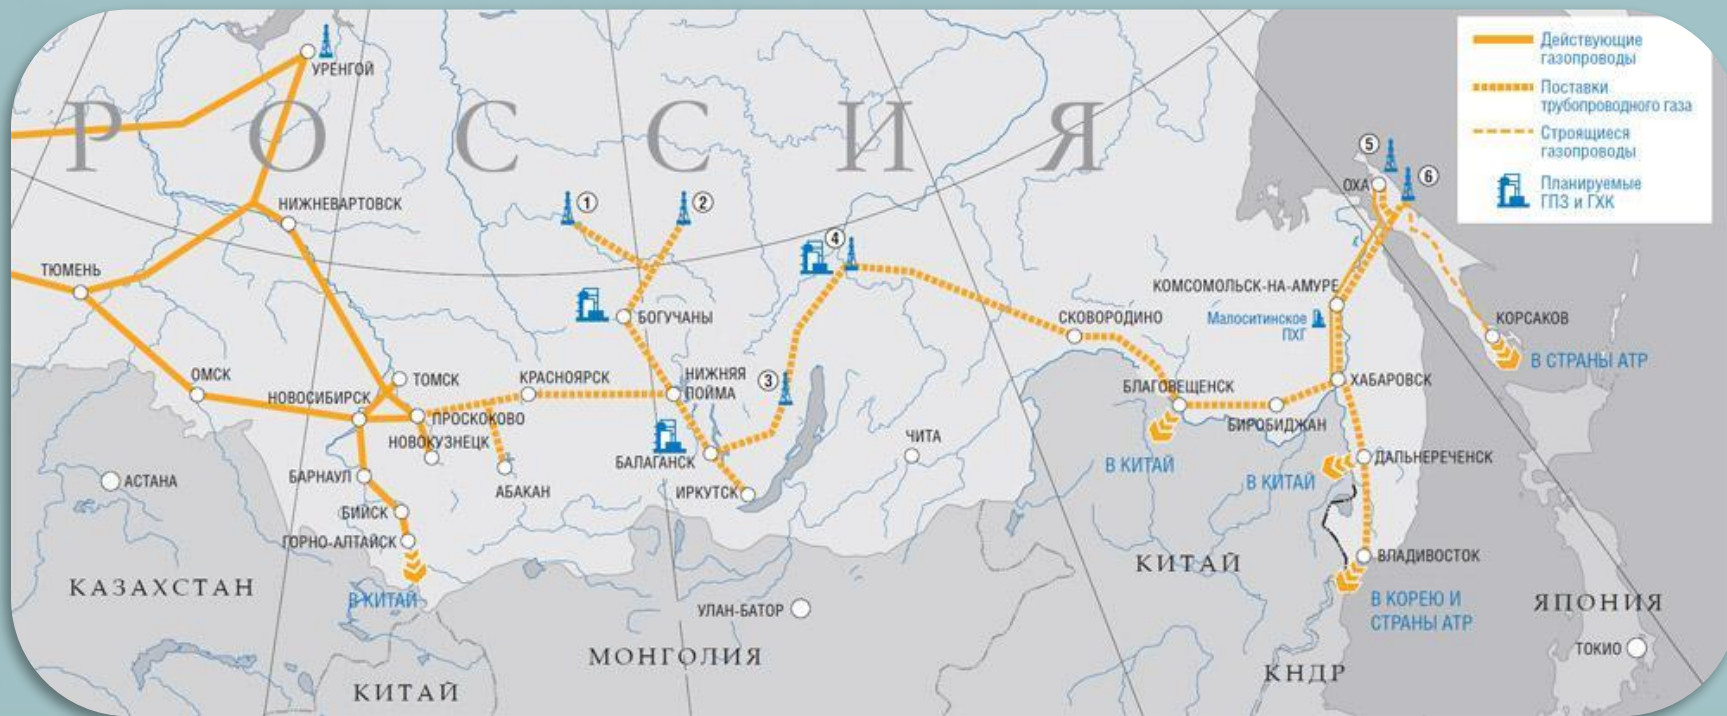 УРЕНГОЙ
РОССИЯ
Действующие
газопроводы
Поставки
трубопроводного газа
Строящиеся
газопроводы
Планируемые
ГПЗ и ГХК
5
6
ОХА
1
2
4
3
НИЖНЕВАРТОВСК
ТЮМЕНЬ
БОГУЧАНЫ
КОМСОМОЛЬСК-НА-АМУРЕ
СКОВОРОДИНО
Малоситинское
ПХГ
КОРСАКОВ
В СТРАНЫ АТР
ОМСК
НОВОСИБИРСК
ТОМСК
КРАСНОЯРСК
НИЖНЯЯ
ПОЙМА
БЛАГОВЕЩЕНСК
ХАБАРОВСК
ПРОСКОКОВО
НОВОКУЗНЕЦК
БИРОБИДЖАН
ЧИТА
БАЛАГАНСК
В КИТАЙ
ДАЛЬНЕРЕЧЕНСК
АСТАНА
БАРНАУЛ
АБАКАН
ИРКУТСК
В КИТАЙ
БИЙСК
ГОРНО-АЛТАЙСК
КИТАЙ
ВЛАДИВОСТОК
КАЗАХСТАН
В КИТАЙ
УЛАН-БАТОР
В КОРЕЮ И
СТРАНЫ АТР
ЯПОНИЯ
ТОКИО
МОНГОЛИЯ
КНДР
КИТАЙ